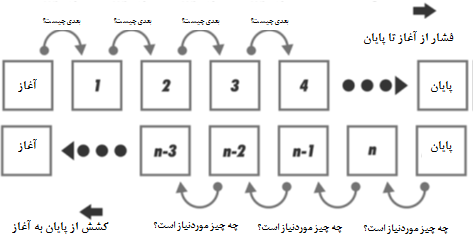 بعدی چیست؟ بعدی چیست؟ بعدی چیست؟ بعدی چیست؟
فشار از آغاز تا پایان
آغاز 1 2 3 4 پایان
آغاز n-3 n-2 n-1 n پایان
چه چیز موردنیاز است؟ چه چیز موردنیاز است؟ چه چیز موردنیاز است؟
کشش از پایان به آغاز